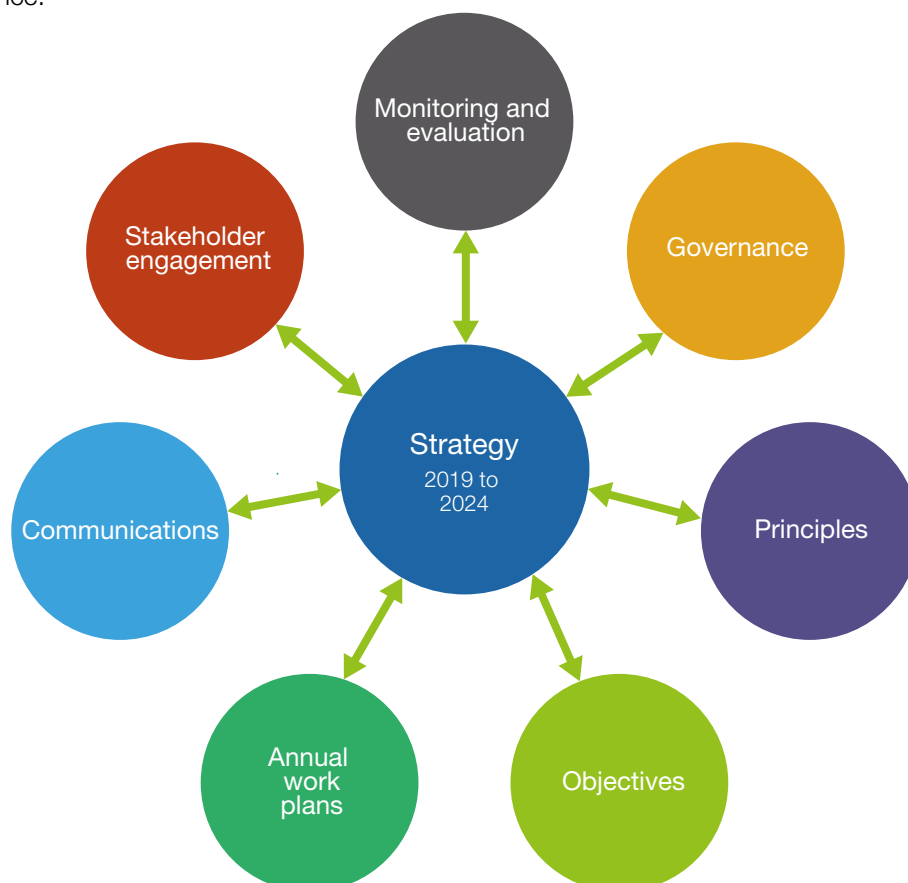 Monitoring and
evaluation
Stakeholder
engagement
Governance
Strategy
2019 to
2024
Communications
Principles
Annual
work
plans
Objectives